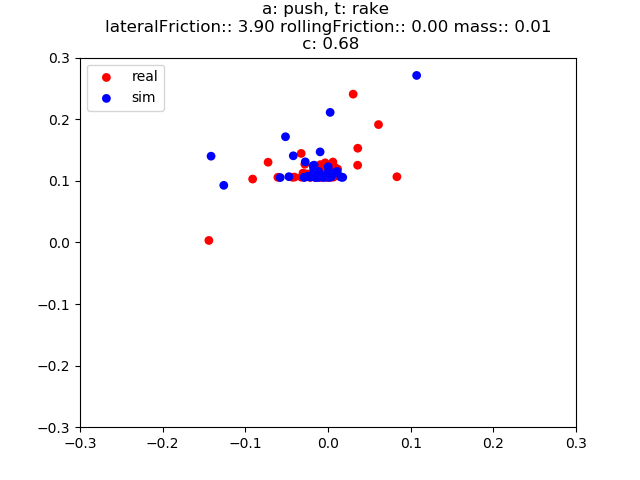 a: push, t: rake
lateralFriction:: 3.90 rollingFriction:: 0.00 mass:: 0.01
c: 0.68
real
sim
0.3
0.2
0.1
0.0
−0.1
−0.2
−0.3
−0.3
−0.2
−0.1
0.0
0.1
0.2
0.3